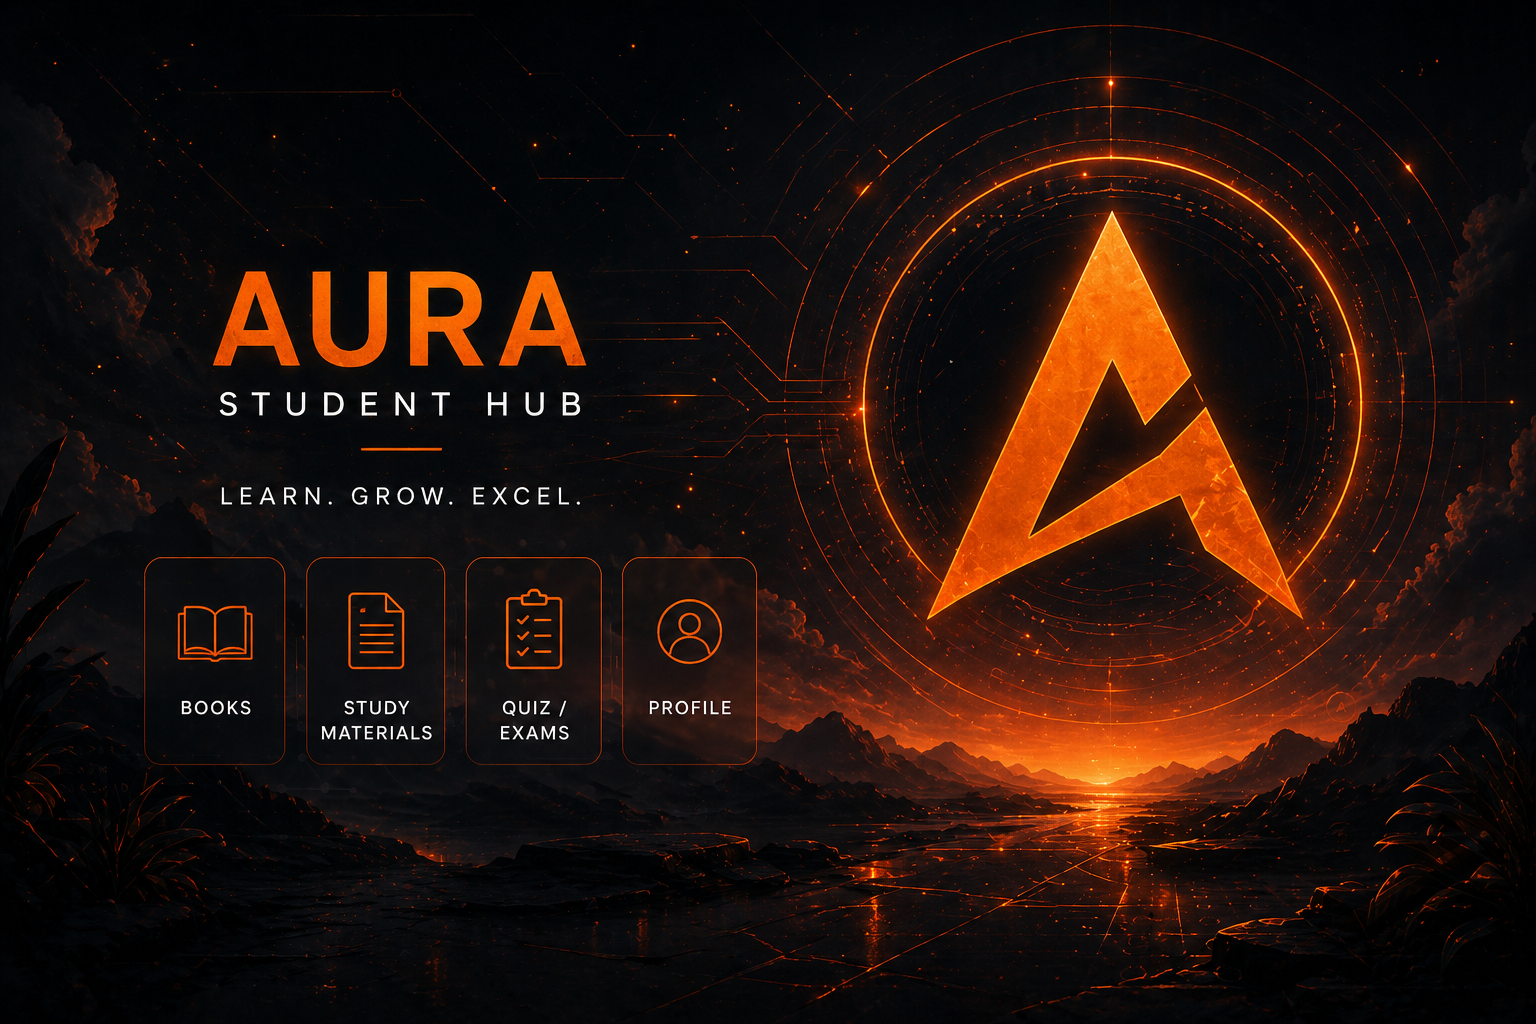 AURA
STUDENT HUB
LEARN. GROW. EXCEL.
BOOKS
STUDY
MATERIALS
QUIZ /
EXAMS
PROFILE